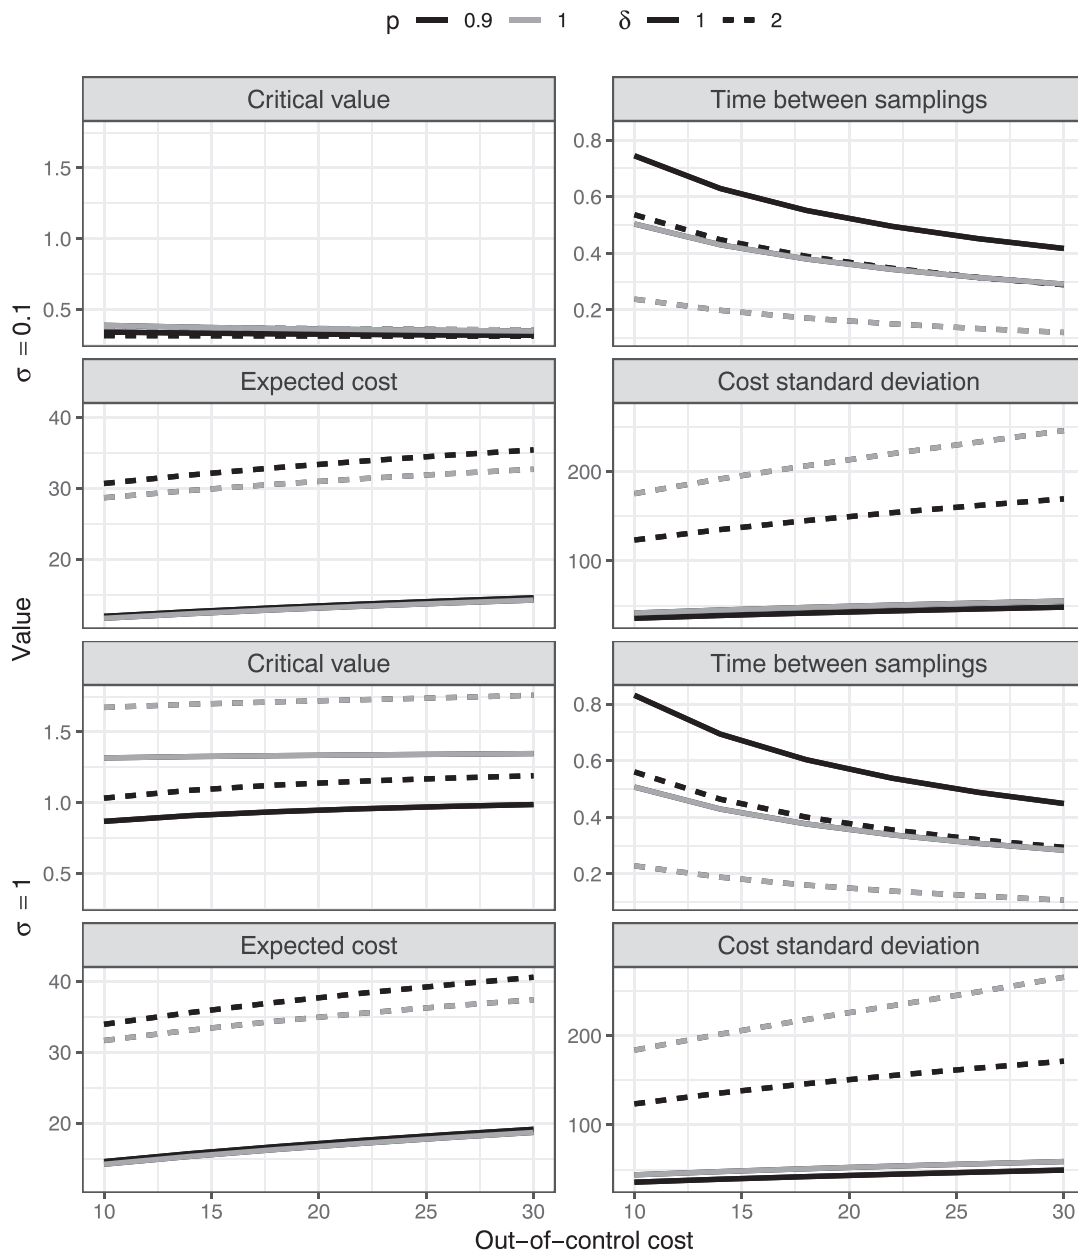 p 0.9 1 δ 1 2
Critical value Time between samplings
1.5
1.0
0.5
0.8
0.6
0.4
0.2
σ = 0.1
Expected cost Cost standard deviation
40
30
20
200
100
Value
Critical value Time between samplings
1.5
1.0
0.5
0.8
0.6
0.4
0.2
σ = 1
Expected cost Cost standard deviation
40
30
20
200
100
10 15 20 25 30 10 15 20 25 30
Out−of−control cost